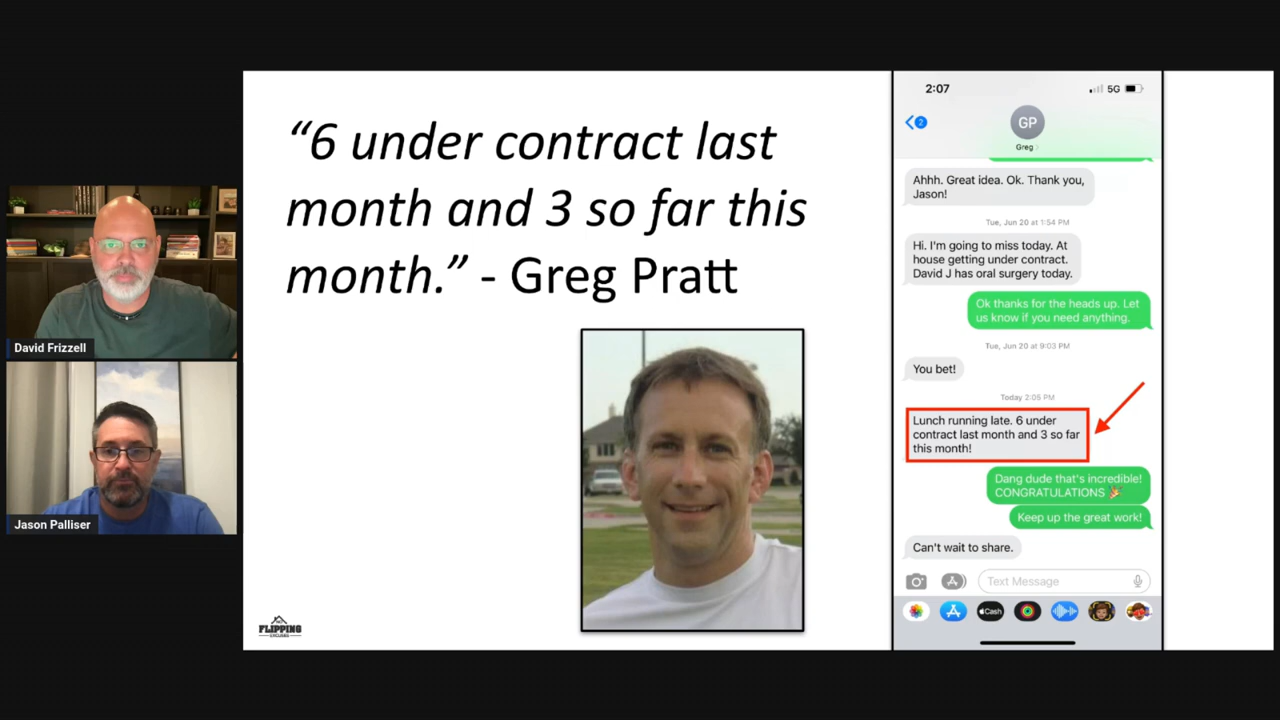 “6 under contract last
month and 3 so far this
month.” - Greg Pratt
David Frizzell
Jason Palliser
FLIPPING
2:07
5G
2
GP
Greg
Ahhh. Great idea. Ok. Thank you,
Jason!
Tue, Jun 20 at 1:54 PM
Hi. I'm going to miss today. At
house getting under contract.
David J has oral surgery today.
Ok thanks for the heads up. Let
us know if you need anything.
Tue, Jun 20 at 9:03 PM
You bet!
Today 2:05 PM
Lunch running late. 6 under
contract last month and 3 so far
this month!
Dang dude that's incredible!
CONGRATULATIONS 🎉
Keep up the great work!
Can't wait to share.
Text Message
Cash